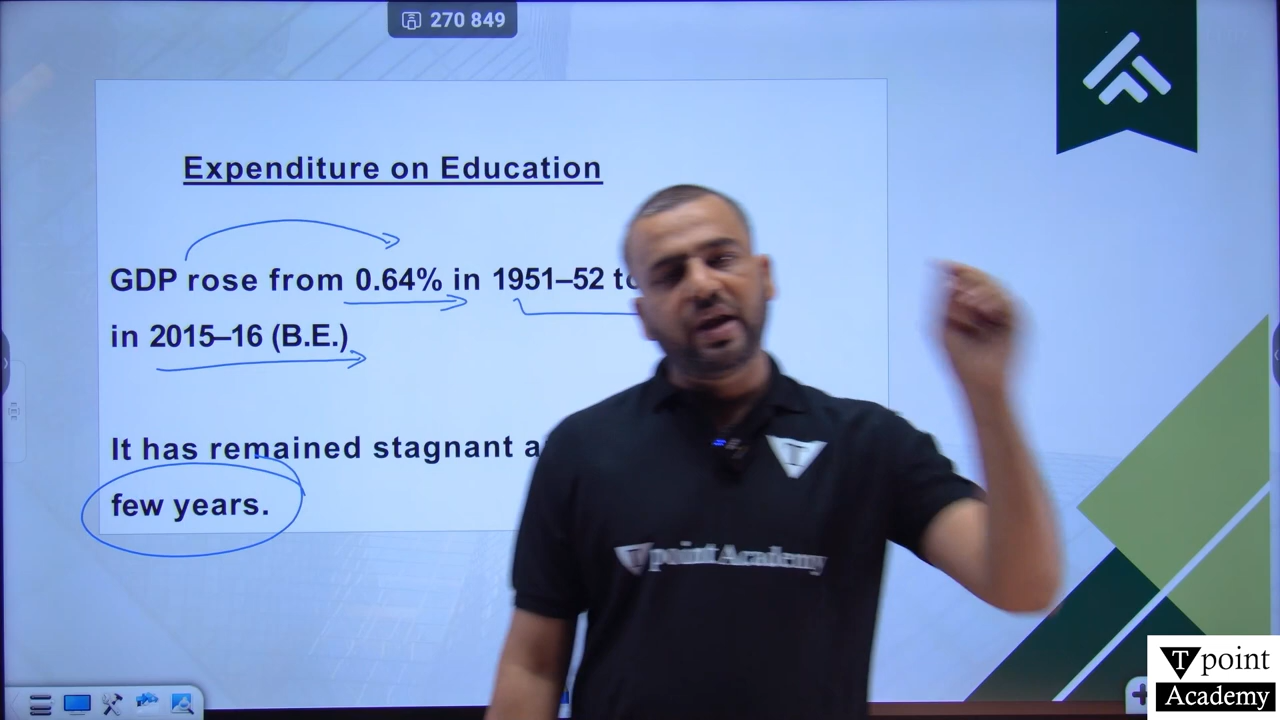 270 849
Expenditure on Education
GDP rose from 0.64% in 1951–52 to
in 2015–16 (B.E.)
It has remained stagnant
few years.
T
T point Academy
T point
Academy